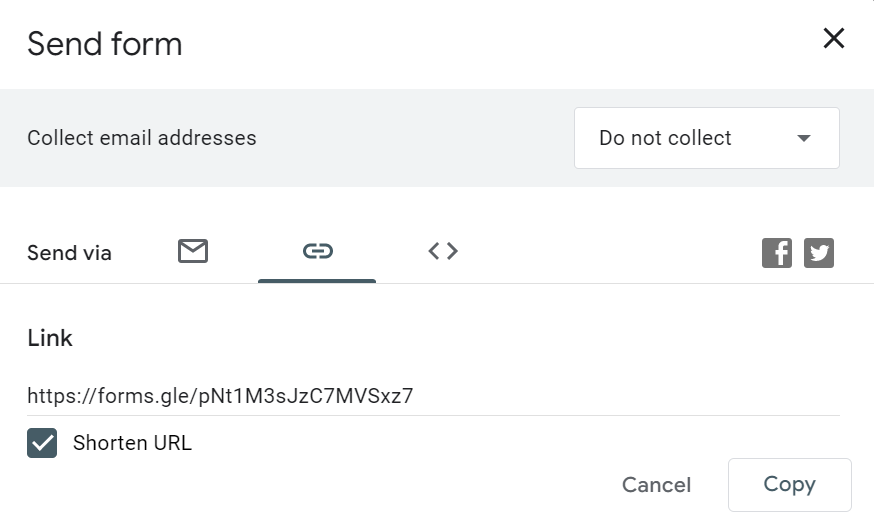 Send form
Collect email addresses
Do not collect
Send via
Link
https://forms.gle/pNt1M3sJzC7MVSxz7
Shorten URL
Cancel
Copy